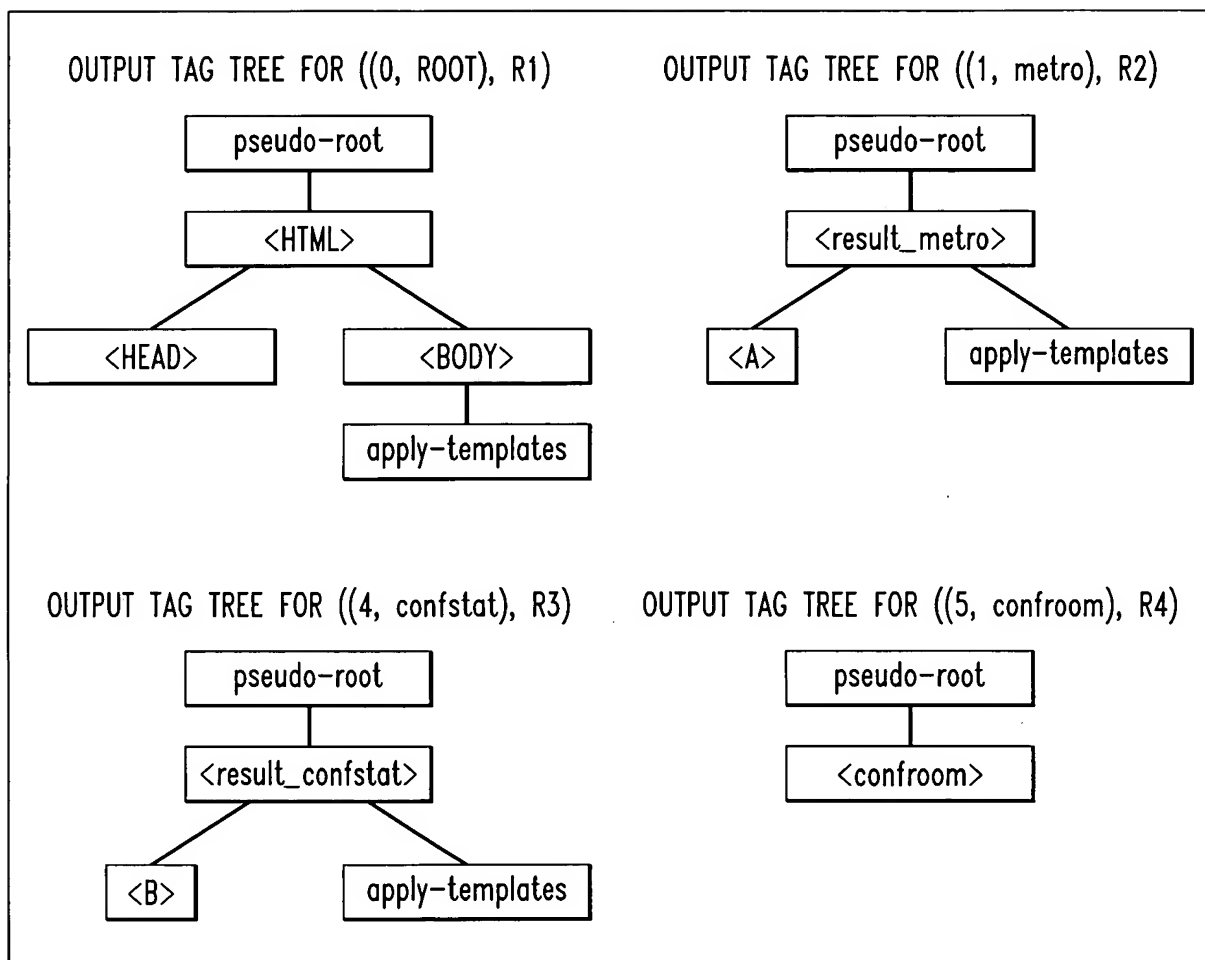 OUTPUT TAG TREE FOR ((0, ROOT), R1)
pseudo-root
<HTML>
<HEAD>
<BODY>
apply-templates
OUTPUT TAG TREE FOR ((1, metro), R2)
pseudo-root
<result_metro>
<A>
apply-templates
OUTPUT TAG TREE FOR ((4, confstat), R3)
pseudo-root
<result_confstat>
<B>
apply-templates
OUTPUT TAG TREE FOR ((5, confroom), R4)
pseudo-root
<confroom>